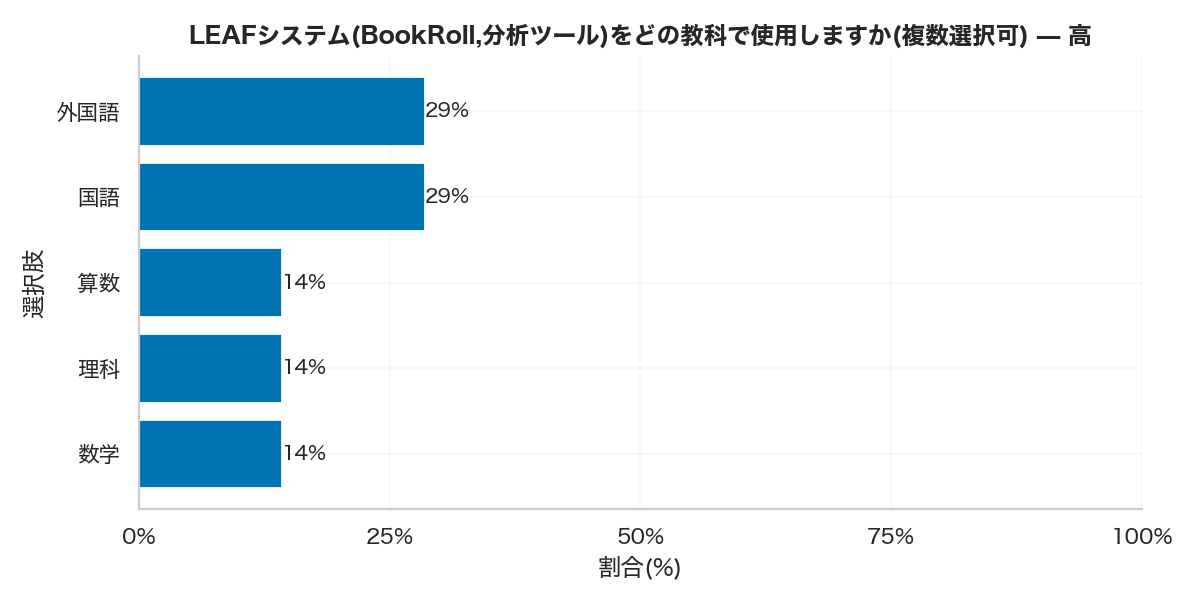 LEAFシステム(BookRoll,分析ツール)をどの教科で使用しますか(複数選択可) — 高
選択肢
外国語 29%
国語 29%
算数 14%
理科 14%
数学 14%
0% 25% 50% 75% 100%
割合(%)